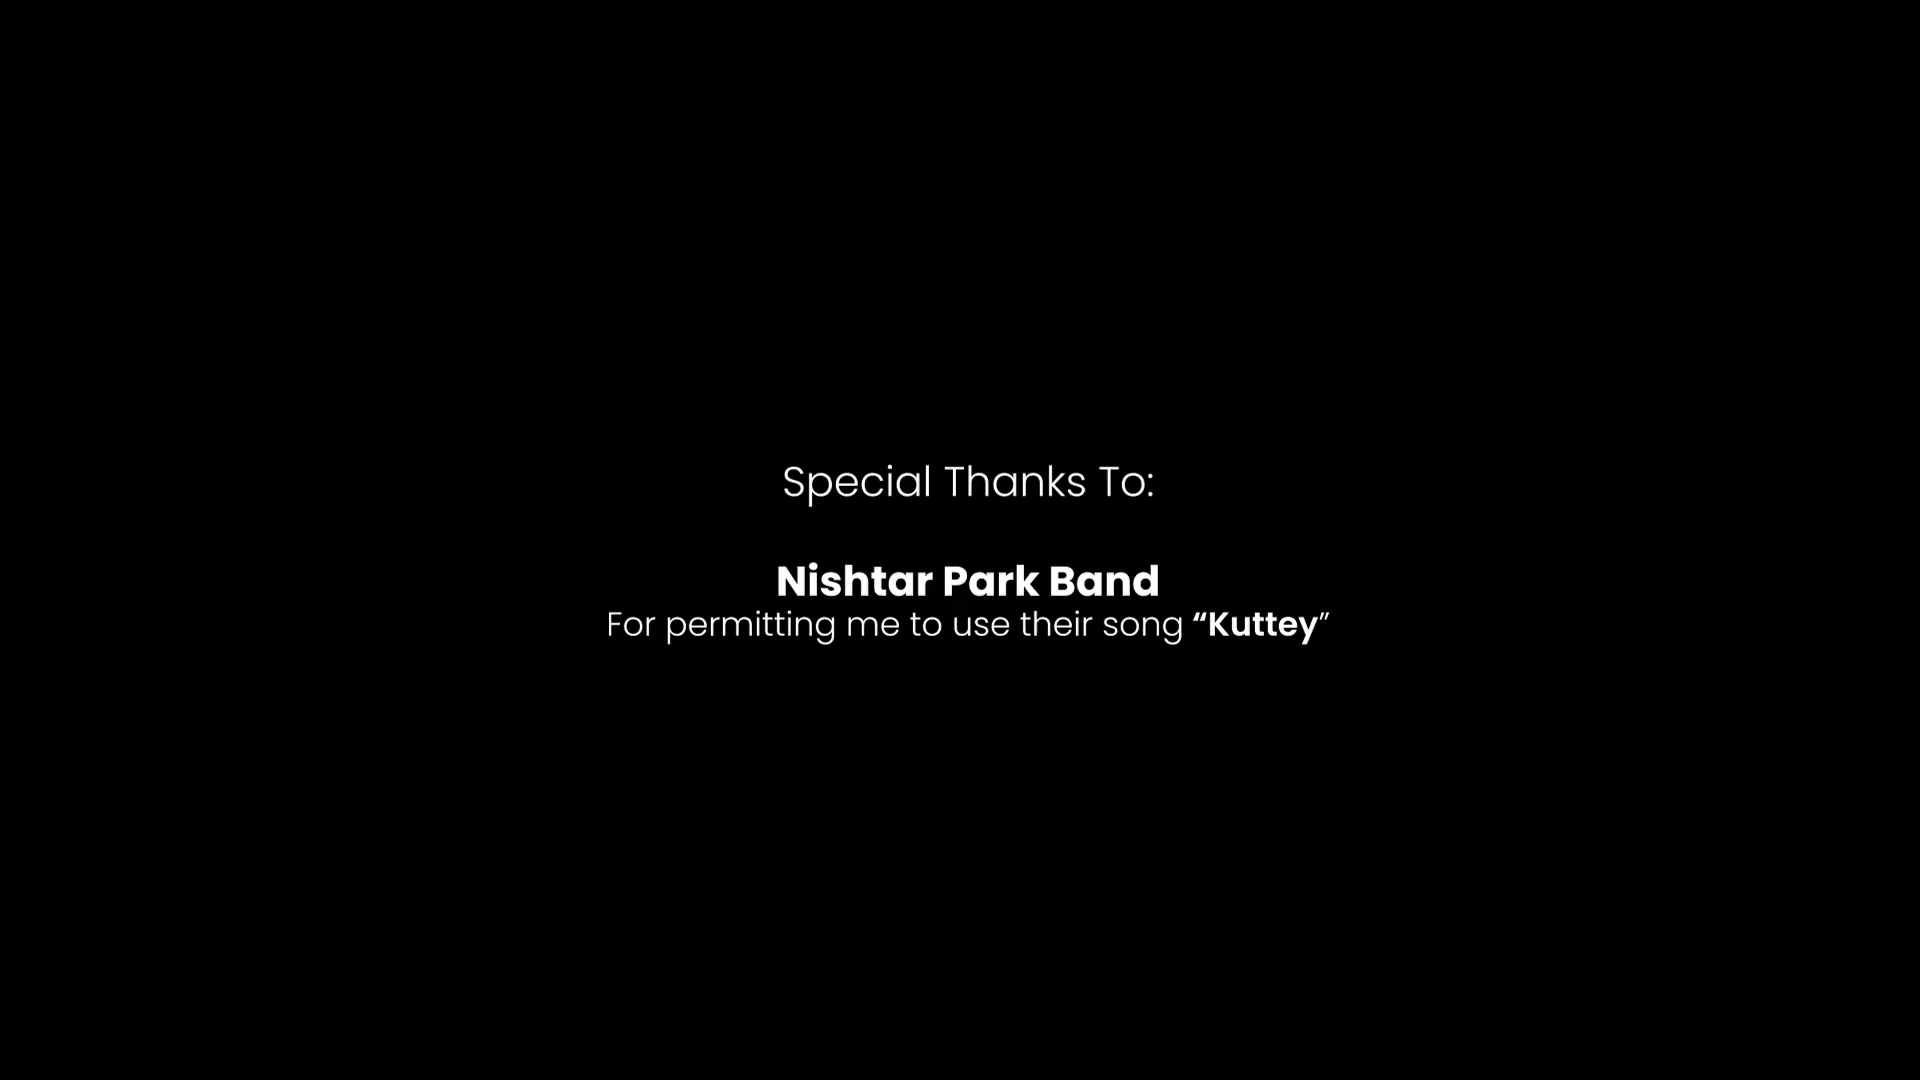 Special Thanks To:
Nishtar Park Band
For permitting me to use their song “Kuttey”